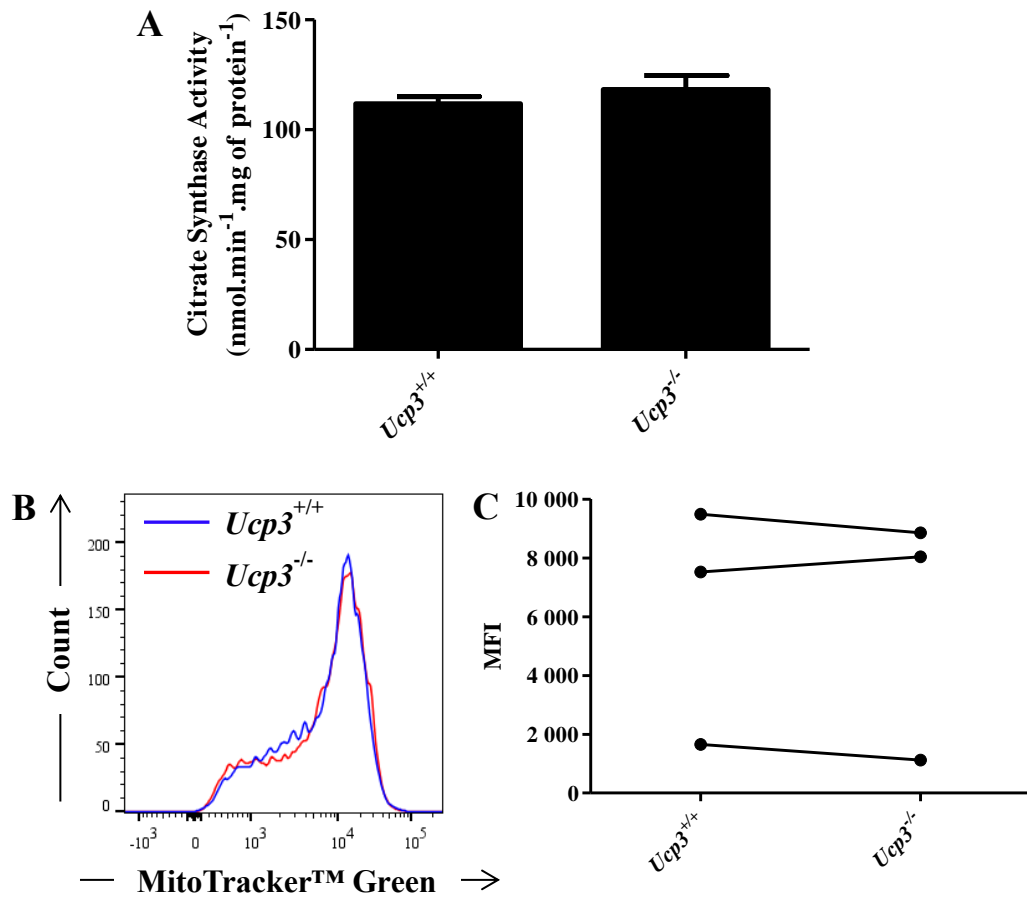 A
Citrate Synthase Activity
(nmol.min⁻¹.mg of protein⁻¹)
150
100
50
0
Ucp3⁺/⁺
Ucp3⁻/⁻
B
Count
200
150
100
50
0
Ucp3⁺/⁺
Ucp3⁻/⁻
-10³
0
10³
10⁴
10⁵
MitoTracker™ Green
C
MFI
10 000
8 000
6 000
4 000
2 000
0
Ucp3⁺/⁺
Ucp3⁻/⁻